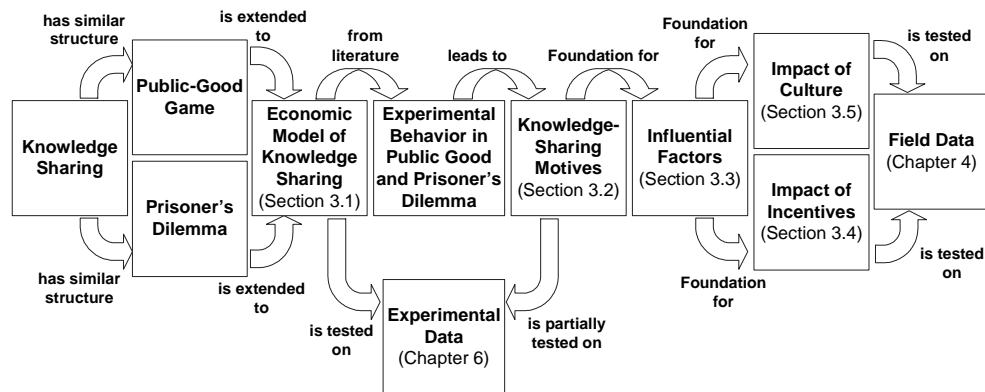 has similar
structure
is extended
to
from
literature
leads to
Foundation for
Foundation
for
is tested
on
Public-Good
Game
Impact of
Culture
(Section 3.5)
Knowledge
Sharing
Economic
Model of
Knowledge
Sharing
(Section 3.1)
Experimental
Behavior in
Public Good
and Prisoner's
Dilemma
Knowledge-
Sharing
Motives
(Section 3.2)
Influential
Factors
(Section 3.3)
Field Data
(Chapter 4)
Prisoner's
Dilemma
Impact of
Incentives
(Section 3.4)
has similar
structure
is extended
to
is tested
on
Experimental
Data
(Chapter 6)
is partially
tested on
Foundation
for
is tested
on